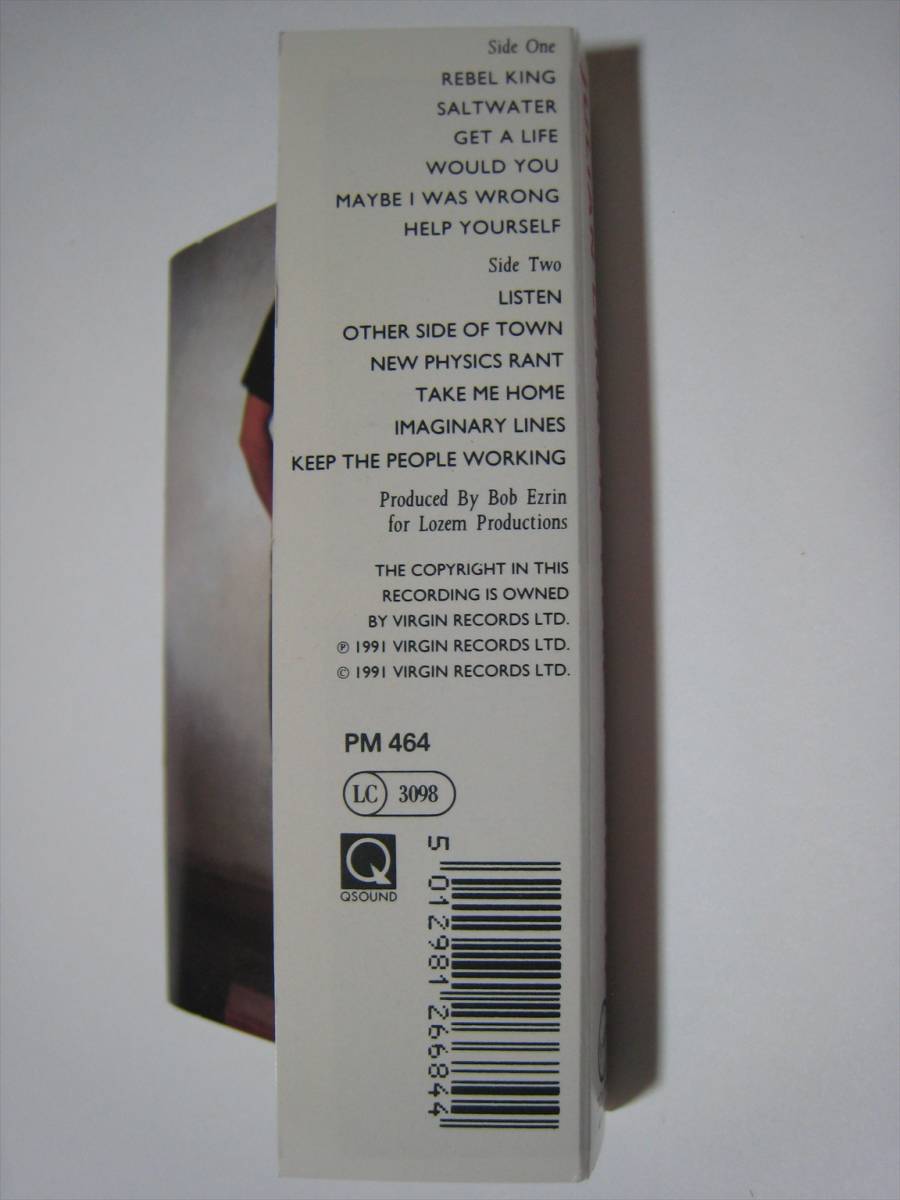 Side One
REBEL KING
SALTWATER
GET A LIFE
WOULD YOU
MAYBE I WAS WRONG
HELP YOURSELF
Side Two
LISTEN
OTHER SIDE OF TOWN
NEW PHYSICS RANT
TAKE ME HOME
IMAGINARY LINES
KEEP THE PEOPLE WORKING
Produced By Bob Ezrin
for Lozem Productions
THE COPYRIGHT IN THIS
RECORDING IS OWNED
BY VIRGIN RECORDS LTD.
℗ 1991 VIRGIN RECORDS LTD.
© 1991 VIRGIN RECORDS LTD.
PM 464
LC 3098
Q
QSOUND
5 012981 266844